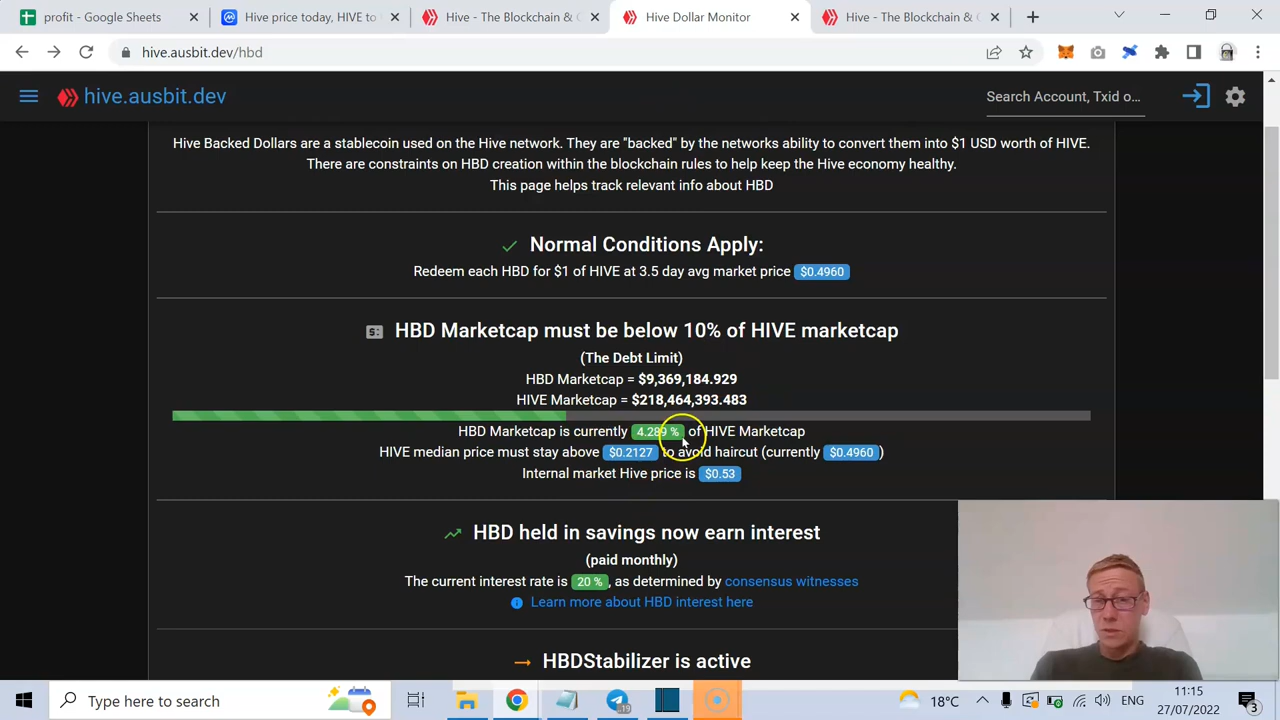 profit - Google Sheets
Hive price today, HIVE to
Hive - The Blockchain & C
Hive Dollar Monitor
Hive - The Blockchain & C
hive.ausbit.dev/hbd
hive.ausbit.dev
Search Account, Txid o...
Hive Backed Dollars are a stablecoin used on the Hive network. They are "backed" by the networks ability to convert them into $1 USD worth of HIVE.
There are constraints on HBD creation within the blockchain rules to help keep the Hive economy healthy.
This page helps track relevant info about HBD
Normal Conditions Apply:
Redeem each HBD for $1 of HIVE at 3.5 day avg market price $0.4960
HBD Marketcap must be below 10% of HIVE marketcap
(The Debt Limit)
HBD Marketcap = $9,369,184.929
HIVE Marketcap = $218,464,393.483
HBD Marketcap is currently 4.289 % of HIVE Marketcap
HIVE median price must stay above $0.2127 to avoid haircut (currently $0.4960)
Internal market Hive price is $0.53
HBD held in savings now earn interest
(paid monthly)
The current interest rate is 20 %, as determined by consensus witnesses
Learn more about HBD interest here
HBDStabilizer is active
Type here to search
.19
18°C
ENG
11:15
27/07/2022
3